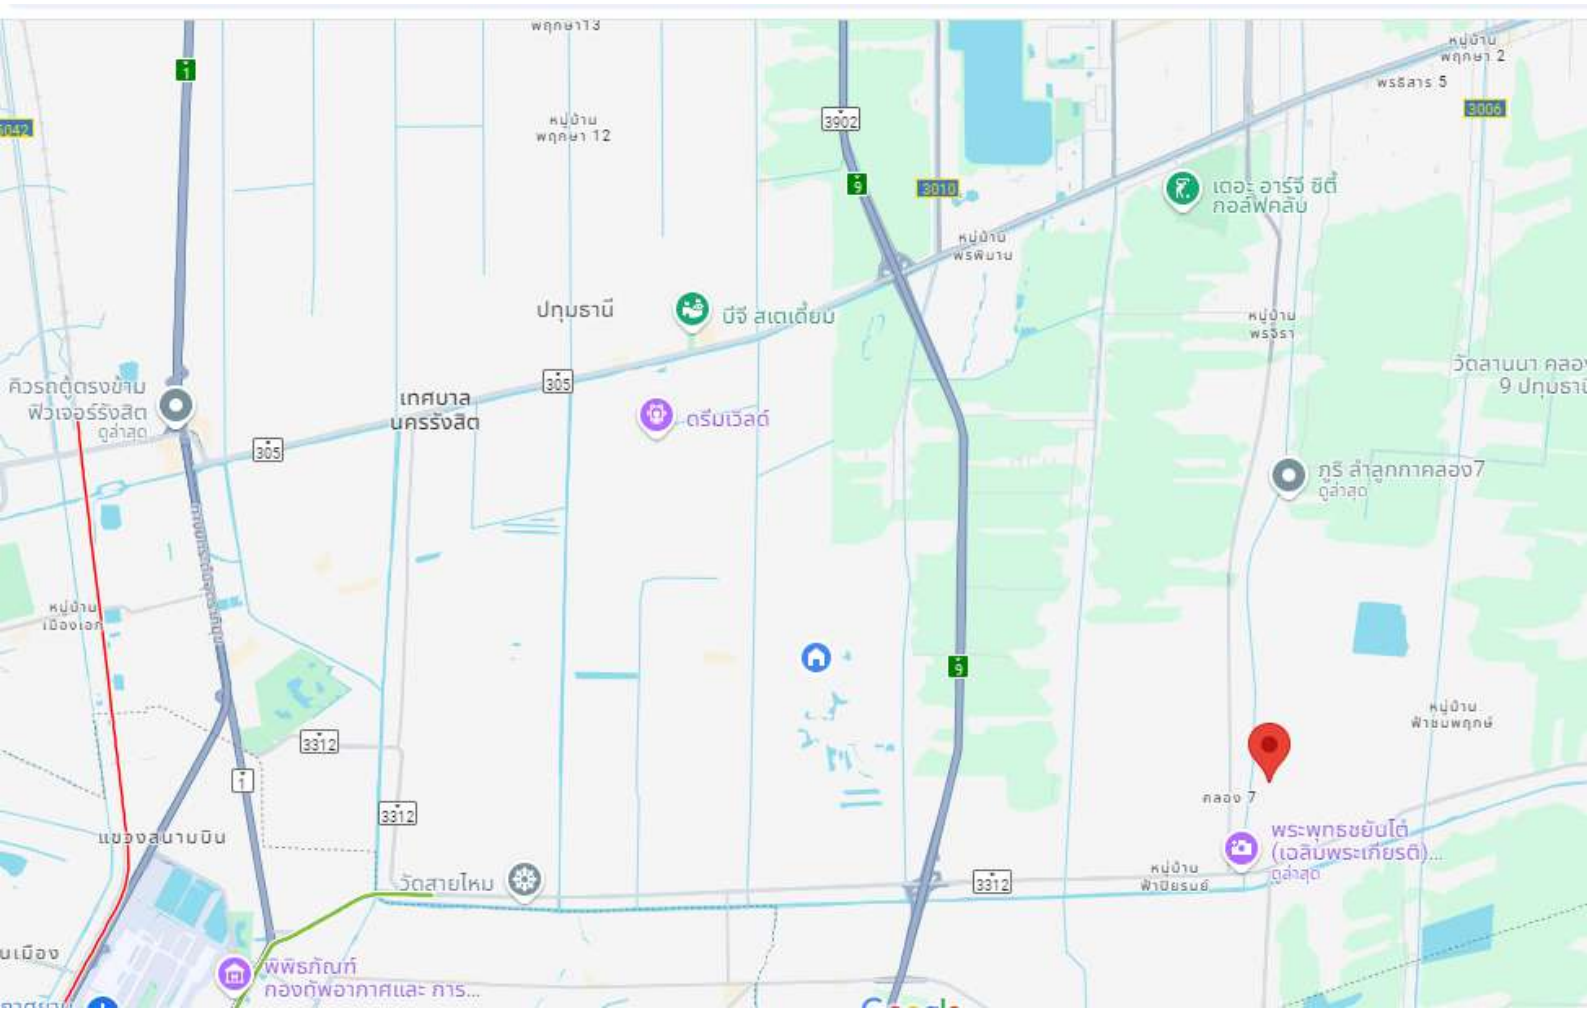 พฤกษา13
หมู่บ้าน
พฤกษา 2
พรธิสาร 5
1
3902
3006
หมู่บ้าน
พฤกษา 12
9
3010
เดอะ อาร์จี ซิตี้
กอล์ฟคลับ
หมู่บ้าน
พรพิมาน
ปทุมธานี
บีจี สเตเดี้ยม
หมู่บ้าน
พรจิรา
วัดลานนา คลอง
9 ปทุมธานี
คิวรถตู้ตรงข้าม
ฟิวเจอร์รังสิต
ดูล่าสุด
305
เทศบาล
นครรังสิต
ดรีมเวิลด์
305
ภูริ ลำลูกกาคลอง7
ดูล่าสุด
หมู่บ้าน
เมืองเอก
9
หมู่บ้าน
ฟ้าชมพฤกษ์
3312
1
3312
คลอง 7
แขวงสนามบิน
พระพุทธชยันโต
(เฉลิมพระเกียรติ)...
ดูล่าสุด
วัดสายไหม
3312
หมู่บ้าน
ฟ้าปิยรมย์
นเมือง
พิพิธภัณฑ์
กองทัพอากาศและ การ...
Google